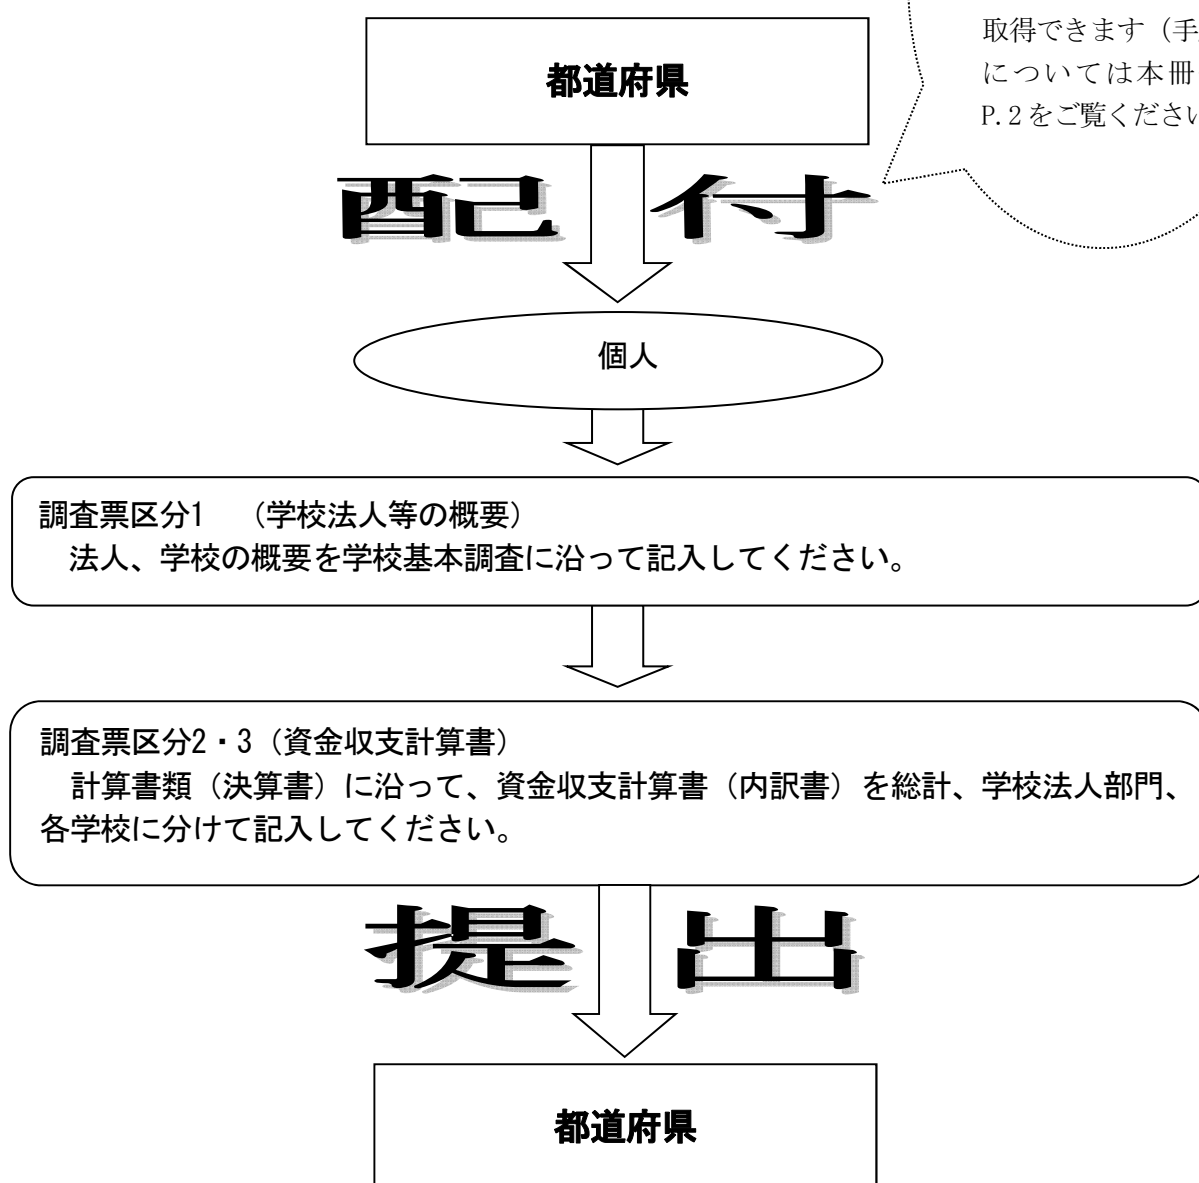 取得できます（手
については本冊
P.2をご覧ください
都道府県
配付
個人
調査票区分1　（学校法人等の概要）
法人、学校の概要を学校基本調査に沿って記入してください。
調査票区分2・3（資金収支計算書）
計算書類（決算書）に沿って、資金収支計算書（内訳書）を総計、学校法人部門、
各学校に分けて記入してください。
提出
都道府県